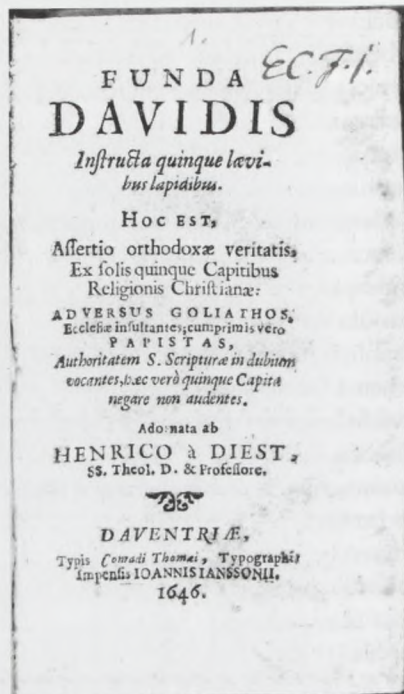 1.
E.C.F.1.
FUNDA
DAVIDIS
Inſtructa quinque lævi-
bus lapidibus.
HOC EST,
Aſſertio orthodoxæ veritatis,
Ex ſolis quinque Capitibus
Religionis Chriſtianæ:
ADVERSUS GOLIATHOS,
Eccleſiæ inſultantes, cumprimis vero
PAPISTAS,
Authoritatem S. Scripturæ in dubium
vocantes, hæc verò quinque Capita
negare non audentes.
Adornata ab
HENRICO à DIEST,
SS. Theol. D. & Profeſſore.
DAVENTRIÆ,
Typis Conradi Thomæi, Typographi,
Impenſis IOANNIS IANSSONII.
1646.